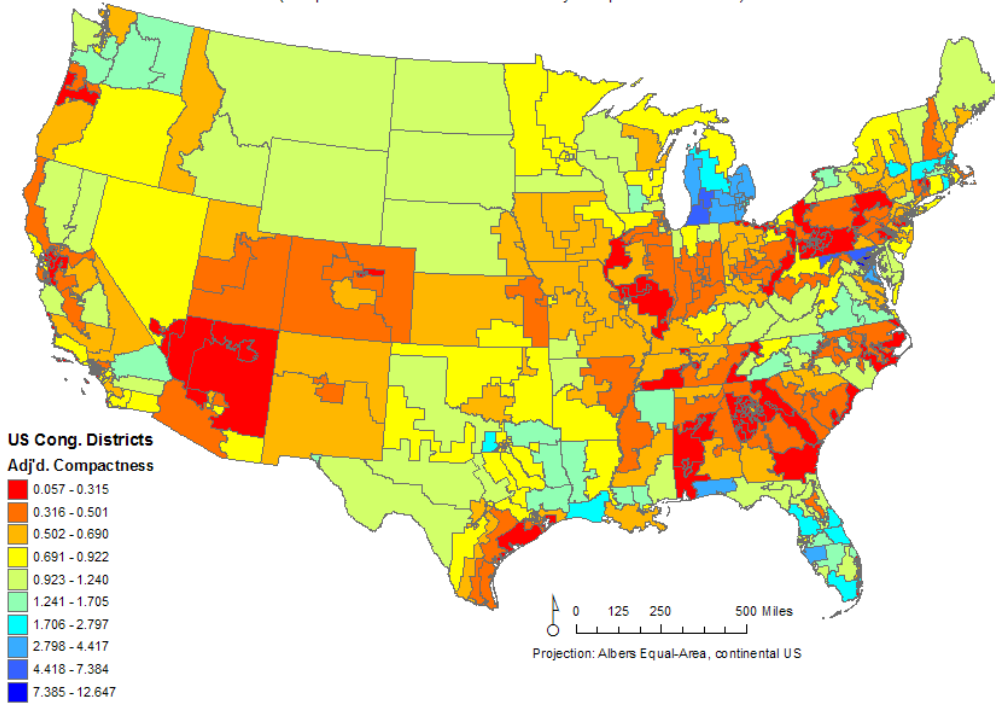 US Cong. Districts
Adj'd. Compactness
0.057 - 0.315
0.316 - 0.501
0.502 - 0.690
0.691 - 0.922
0.923 - 1.240
1.241 - 1.705
1.706 - 2.797
2.798 - 4.417
4.418 - 7.384
7.385 - 12.647
0 125 250 500 Miles
Projection: Albers Equal-Area, continental US